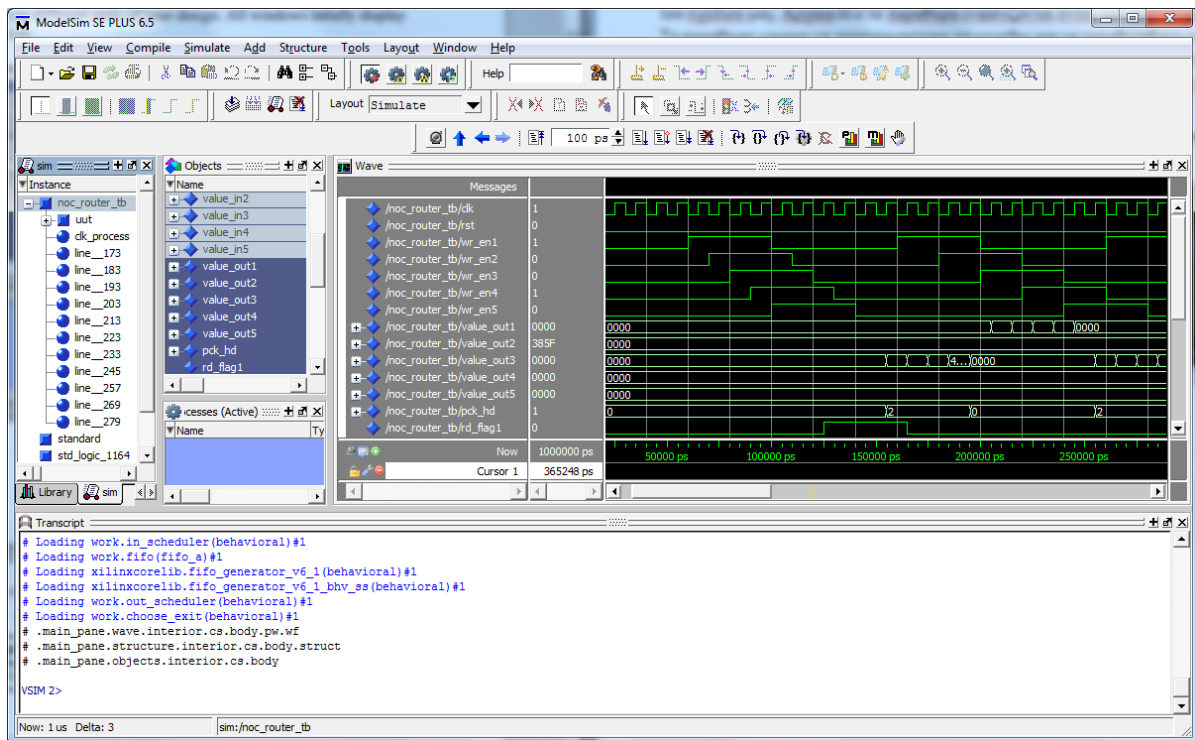 ModelSim SE PLUS 6.5
File Edit View Compile Simulate Add Structure Tools Layout Window Help
Help
Layout Simulate
100 ps
sim
Instance
noc_router_tb
uut
clk_process
line__173
line__183
line__193
line__203
line__213
line__223
line__233
line__245
line__257
line__269
line__279
standard
std_logic_1164
Library sim
Objects
Name
value_in2
value_in3
value_in4
value_in5
value_out1
value_out2
value_out3
value_out4
value_out5
pck_hd
rd_flag1
cesses (Active)
Name Ty
Wave
Messages
/noc_router_tb/clk 1
/noc_router_tb/rst 0
/noc_router_tb/wr_en1 1
/noc_router_tb/wr_en2 0
/noc_router_tb/wr_en3 0
/noc_router_tb/wr_en4 1
/noc_router_tb/wr_en5 0
/noc_router_tb/value_out1 0000 0000 0000
/noc_router_tb/value_out2 385F 0000
/noc_router_tb/value_out3 0000 0000 4... 0000
/noc_router_tb/value_out4 0000 0000
/noc_router_tb/value_out5 0000 0000
/noc_router_tb/pck_hd 1 0 2 0 2
/noc_router_tb/rd_flag1 0
Now 1000000 ps 50000 ps 100000 ps 150000 ps 200000 ps 250000 ps
Cursor 1 365248 ps
Transcript
# Loading work.in_scheduler(behavioral)#1
# Loading work.fifo(fifo_a)#1
# Loading xilinxcorelib.fifo_generator_v6_1(behavioral)#1
# Loading xilinxcorelib.fifo_generator_v6_1_bhv_ss(behavioral)#1
# Loading work.out_scheduler(behavioral)#1
# Loading work.choose_exit(behavioral)#1
# .main_pane.wave.interior.cs.body.pw.wf
# .main_pane.structure.interior.cs.body.struct
# .main_pane.objects.interior.cs.body
VSIM 2>
Now: 1 us Delta: 3 sim:/noc_router_tb